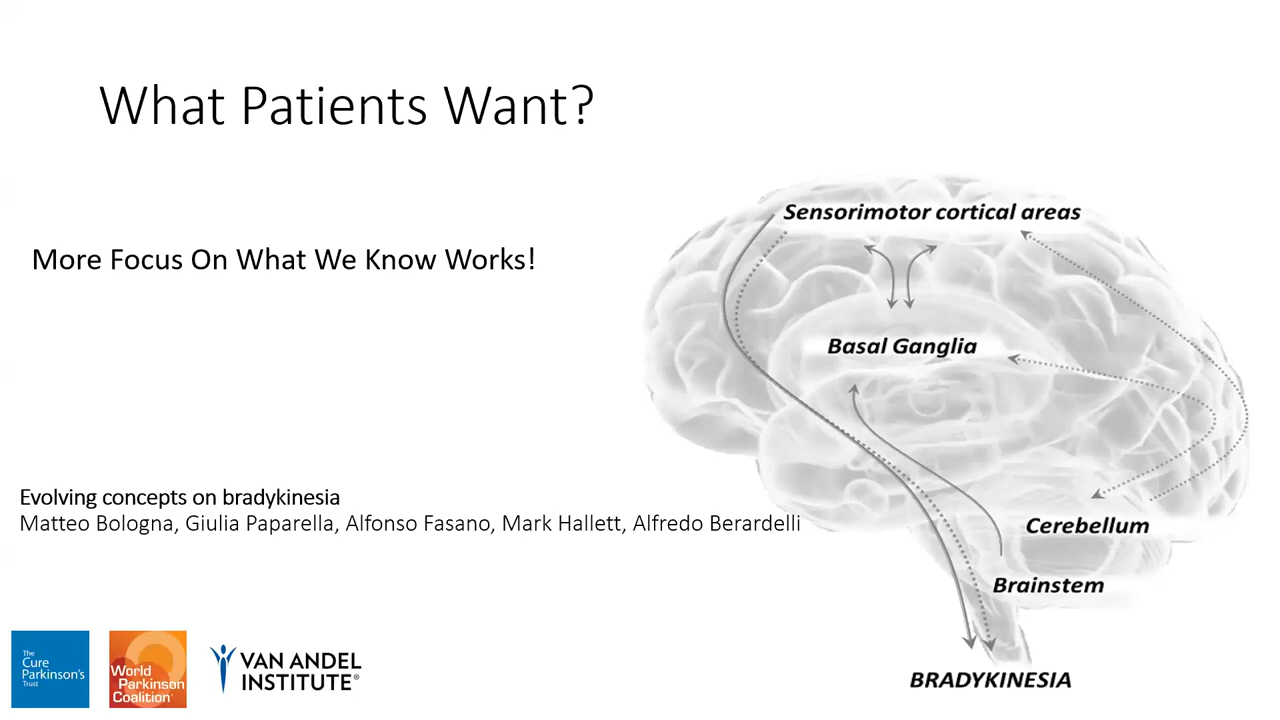 What Patients Want?
More Focus On What We Know Works!
Sensorimotor cortical areas
Basal Ganglia
Cerebellum
Brainstem
BRADYKINESIA
Evolving concepts on bradykinesia
Matteo Bologna, Giulia Paparella, Alfonso Fasano, Mark Hallett, Alfredo Berardelli
The
Cure
Parkinson's
Trust
World
Parkinson
Coalition
VAN ANDEL
INSTITUTE®